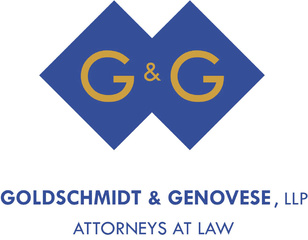 G & G
GOLDSCHMIDT & GENOVESE, LLP
ATTORNEYS AT LAW